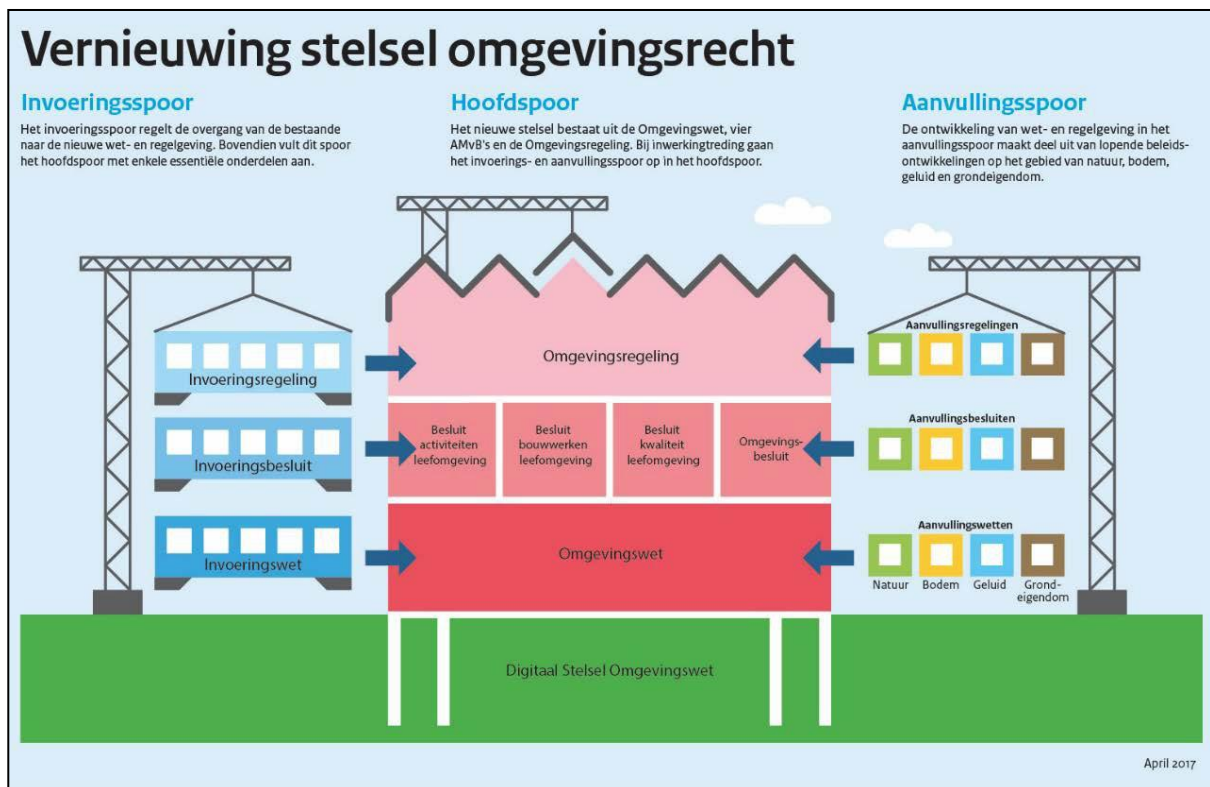 Vernieuwing stelsel omgevingsrecht
Invoeringsspoor
Het invoeringsspoor regelt de overgang van de bestaande
naar de nieuwe wet- en regelgeving. Bovendien vult dit spoor
het hoofdspoor met enkele essentiële onderdelen aan.
Hoofdspoor
Het nieuwe stelsel bestaat uit de Omgevingswet, vier
AMvB's en de Omgevingsregeling. Bij inwerkingtreding gaan
het invoerings- en aanvullingsspoor op in het hoofdspoor.
Aanvullingsspoor
De ontwikkeling van wet- en regelgeving in het
aanvullingsspoor maakt deel uit van lopende beleids-
ontwikkelingen op het gebied van natuur, bodem,
geluid en grondeigendom.
Invoeringsregeling
Omgevingsregeling
Aanvullingsregelingen
Invoeringsbesluit
Besluit
activiteiten
leefomgeving
Besluit
bouwwerken
leefomgeving
Besluit
kwaliteit
leefomgeving
Omgevings-
besluit
Aanvullingsbesluiten
Invoeringswet
Omgevingswet
Aanvullingswetten
Natuur
Bodem
Geluid
Grond-
eigendom
Digitaal Stelsel Omgevingswet
April 2017